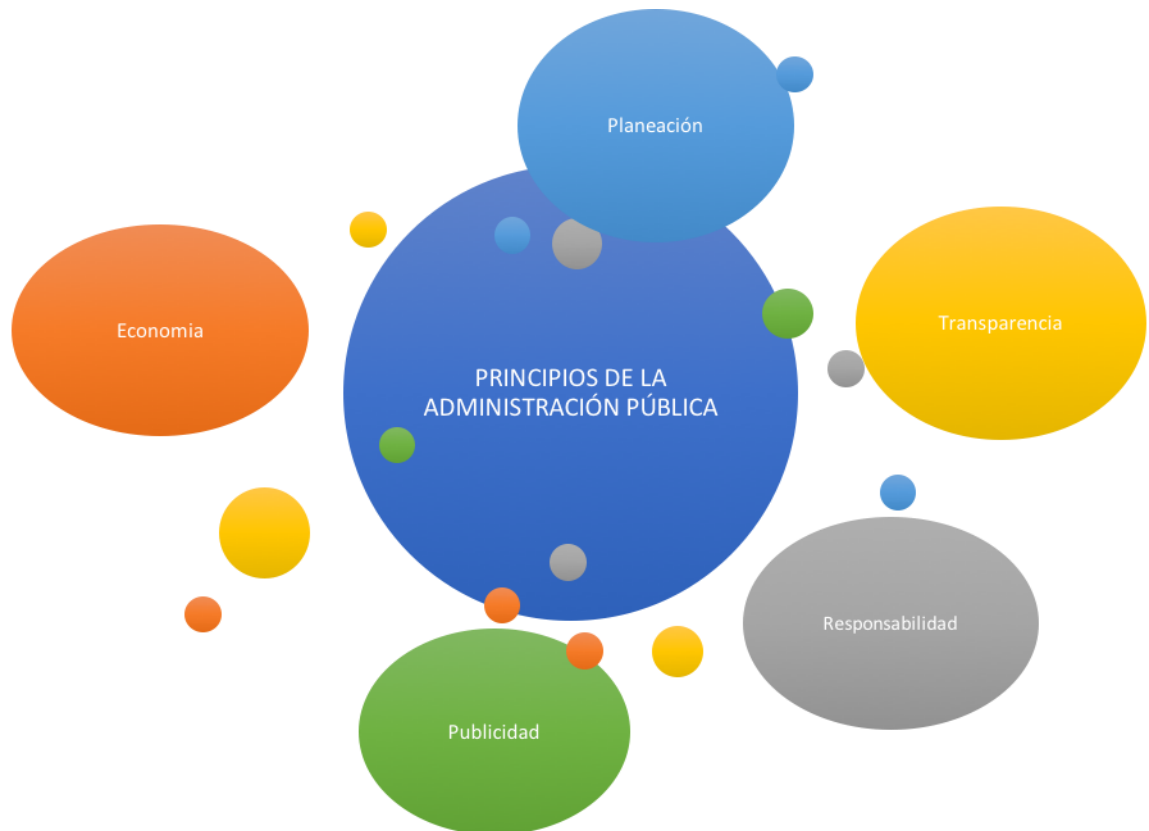 Planeación
Economia
Transparencia
PRINCIPIOS DE LA
ADMINISTRACIÓN PÚBLICA
Responsabilidad
Publicidad